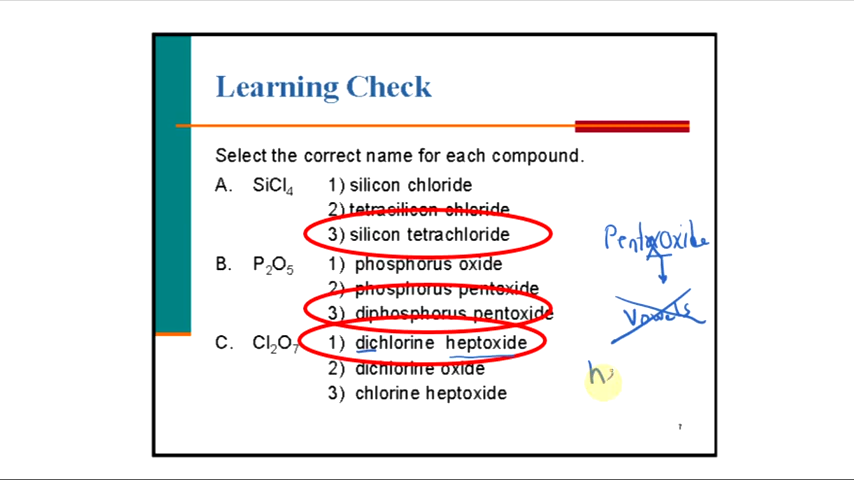 Learning Check
Select the correct name for each compound.
A. SiCl4 1) silicon chloride
2) tetrasilicon chloride
3) silicon tetrachloride
B. P2O5 1) phosphorus oxide
2) phosphorus pentoxide
3) diphosphorus pentoxide
C. Cl2O7 1) dichlorine heptoxide
2) dichlorine oxide
3) chlorine heptoxide
PentaOxide
Vowels
h
7